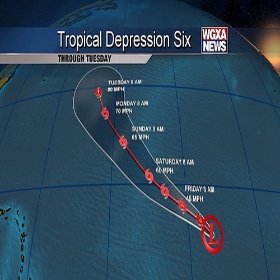 Tropical Depression Six
WGXA
NEWS
THROUGH TUESDAY
TUESDAY 8 AM
80 MPH
MONDAY 8 AM
70 MPH
SUNDAY 8 AM
65 MPH
SATURDAY 8 AM
60 MPH
FRIDAY 8 AM
45 MPH